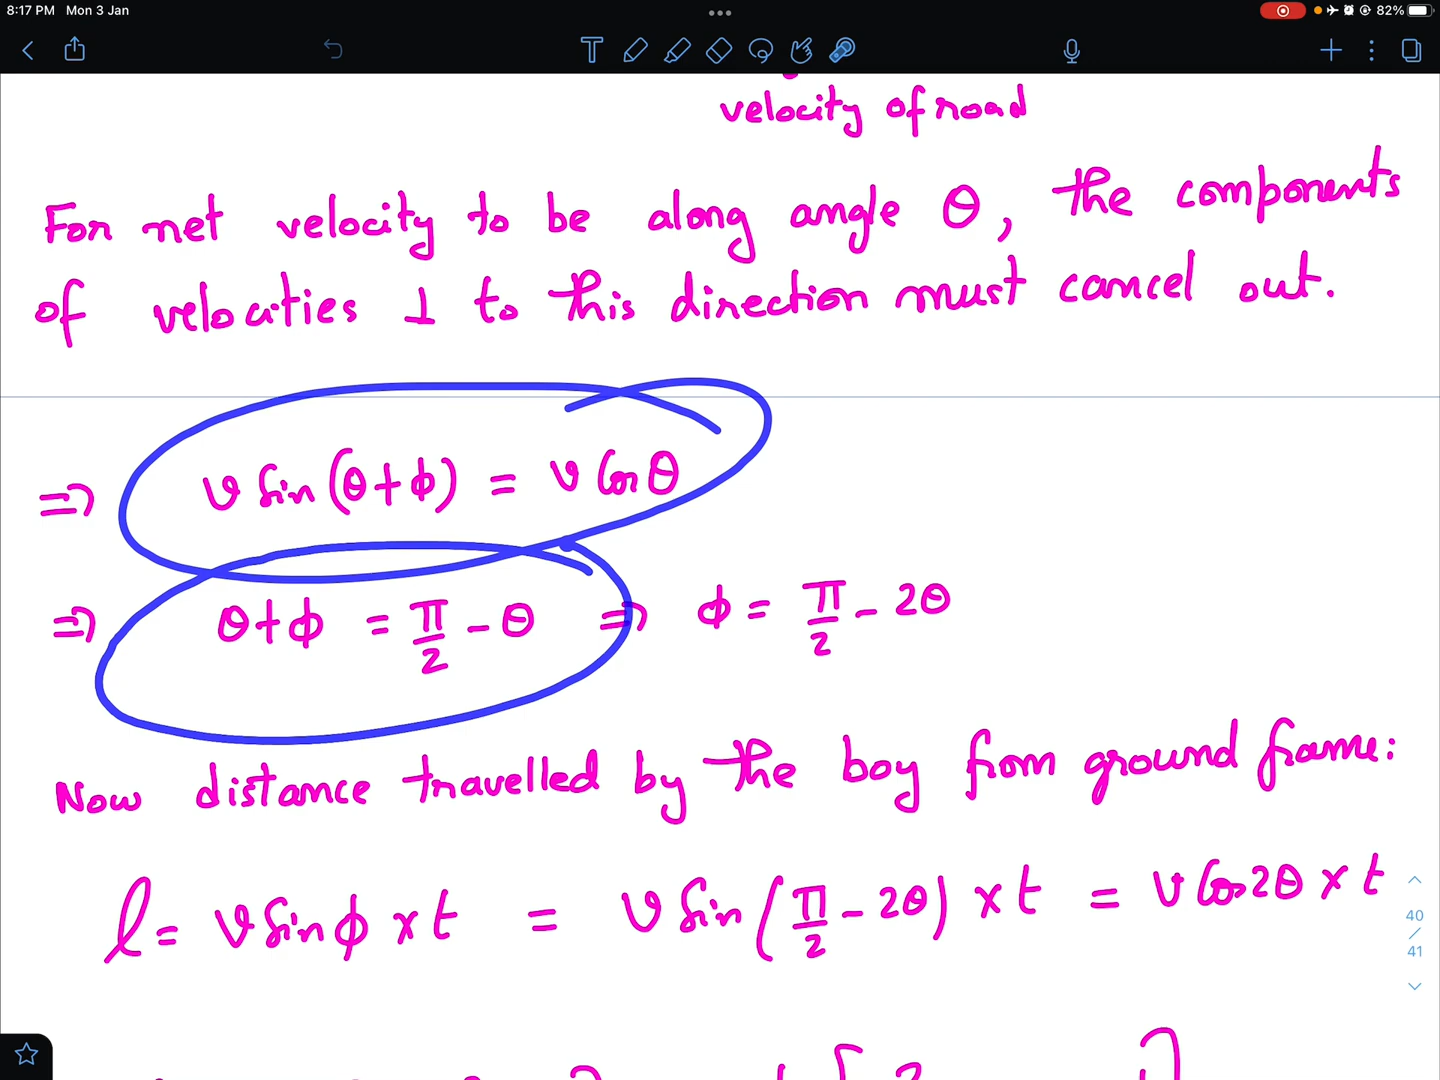 8:17 PM Mon 3 Jan
82%
T
velocity of road
For net velocity to be along angle θ, the components
of velocities ⊥ to this direction must cancel out.
⇒ v Sin(θ+ϕ) = v Cos θ
⇒ θ+ϕ = π/2 - θ ⇒ ϕ = π/2 - 2θ
Now distance travelled by the boy from ground frame:
l = v Sin ϕ × t = v Sin(π/2 - 2θ) × t = v Cos 2θ × t
40
/
41